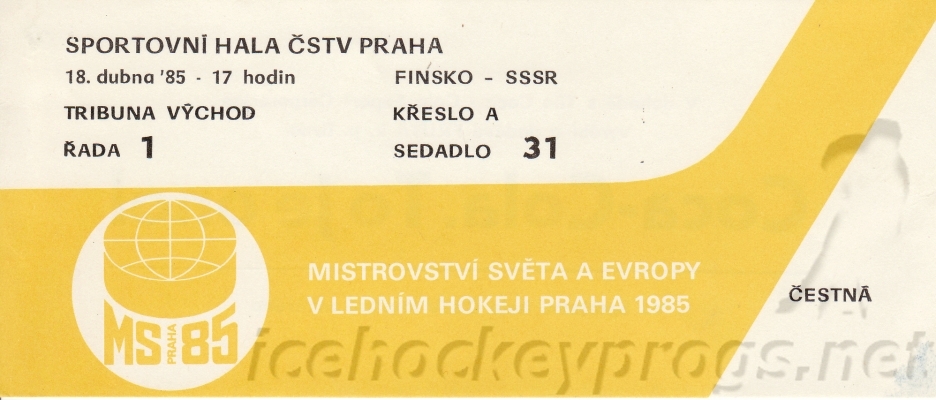 SPORTOVNÍ HALA ČSTV PRAHA
18. dubna '85 - 17 hodin FINSKO - SSSR
TRIBUNA VÝCHOD KŘESLO A
ŘADA 1 SEDADLO 31
MISTROVSTVÍ SVĚTA A EVROPY
V LEDNÍM HOKEJI PRAHA 1985
ČESTNÁ
MS PRAHA 85
icehockeyprogs.net